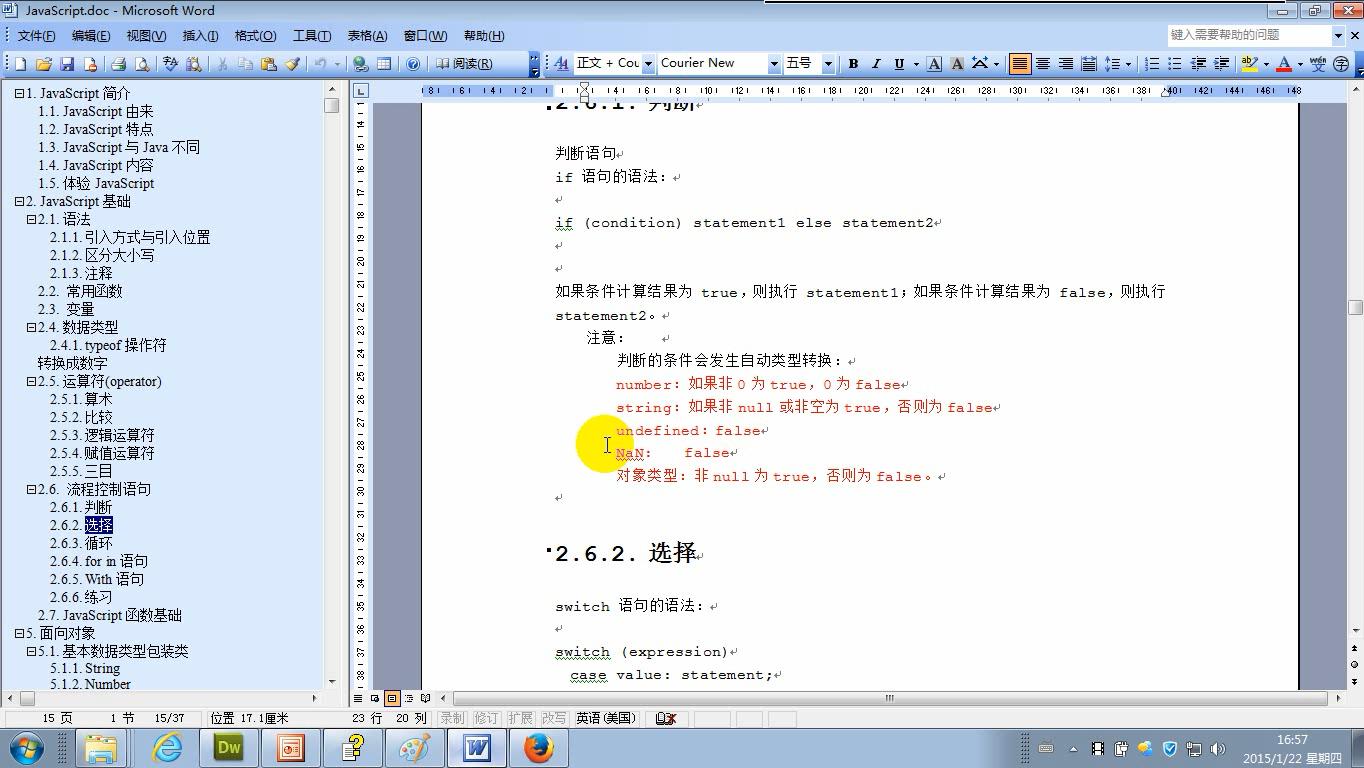 JavaScript.doc - Microsoft Word
文件(F) 编辑(E) 视图(V) 插入(I) 格式(O) 工具(T) 表格(A) 窗口(W) 帮助(H) 键入需要帮助的问题
阅读(R) 正文 + Cou Courier New 五号
1. JavaScript 简介
1.1. JavaScript 由来
1.2. JavaScript 特点
1.3. JavaScript 与 Java 不同
1.4. JavaScript 内容
1.5. 体验 JavaScript
2. JavaScript 基础
2.1. 语法
2.1.1. 引入方式与引入位置
2.1.2. 区分大小写
2.1.3. 注释
2.2. 常用函数
2.3. 变量
2.4. 数据类型
2.4.1. typeof 操作符
转换成数字
2.5. 运算符(operator)
2.5.1. 算术
2.5.2. 比较
2.5.3. 逻辑运算符
2.5.4. 赋值运算符
2.5.5. 三目
2.6. 流程控制语句
2.6.1. 判断
2.6.2. 选择
2.6.3. 循环
2.6.4. for in 语句
2.6.5. With 语句
2.6.6. 练习
2.7. JavaScript 函数基础
5. 面向对象
5.1. 基本数据类型包装类
5.1.1. String
5.1.2. Number
2.6.1. 判断
判断语句
if 语句的语法：
if (condition) statement1 else statement2
如果条件计算结果为 true，则执行 statement1；如果条件计算结果为 false，则执行
statement2。
注意：
判断的条件会发生自动类型转换：
number：如果非 0 为 true，0 为 false
string：如果非 null 或非空为 true，否则为 false
undefined：false
NaN： false
对象类型：非 null 为 true，否则为 false。
2.6.2. 选择
switch 语句的语法：
switch (expression)
case value: statement;
15 页 1 节 15/37 位置 17.1厘米 23 行 20 列 录制 修订 扩展 改写 英语(美国)
16:57
2015/1/22 星期四